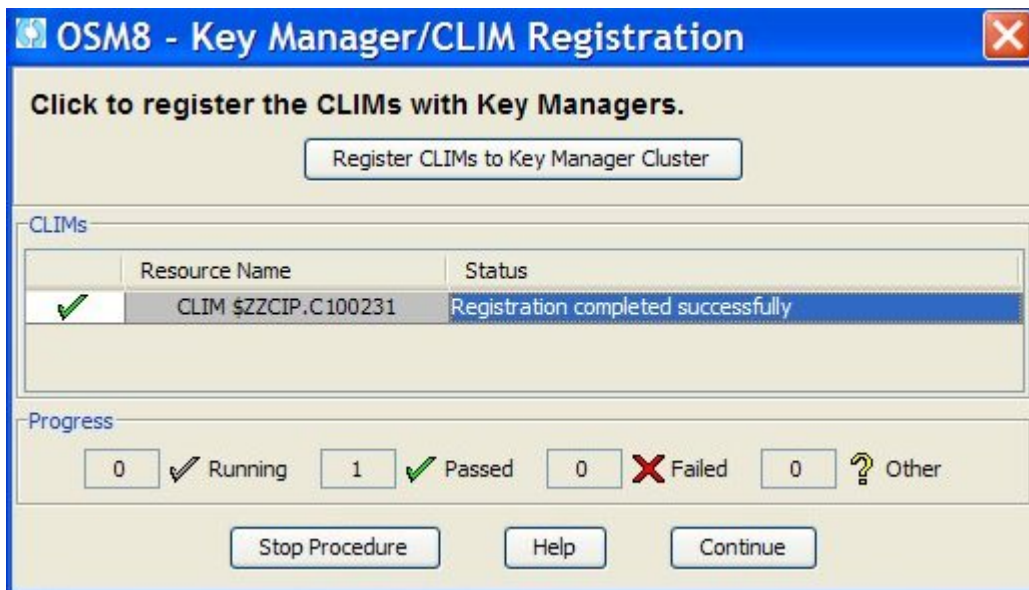 OSM8 - Key Manager/CLIM Registration
Click to register the CLIMs with Key Managers.
Register CLIMs to Key Manager Cluster
CLIMs
Resource Name Status
CLIM $ZZCIP.C100231 Registration completed successfully
Progress
0 Running 1 Passed 0 Failed 0 Other
Stop Procedure Help Continue